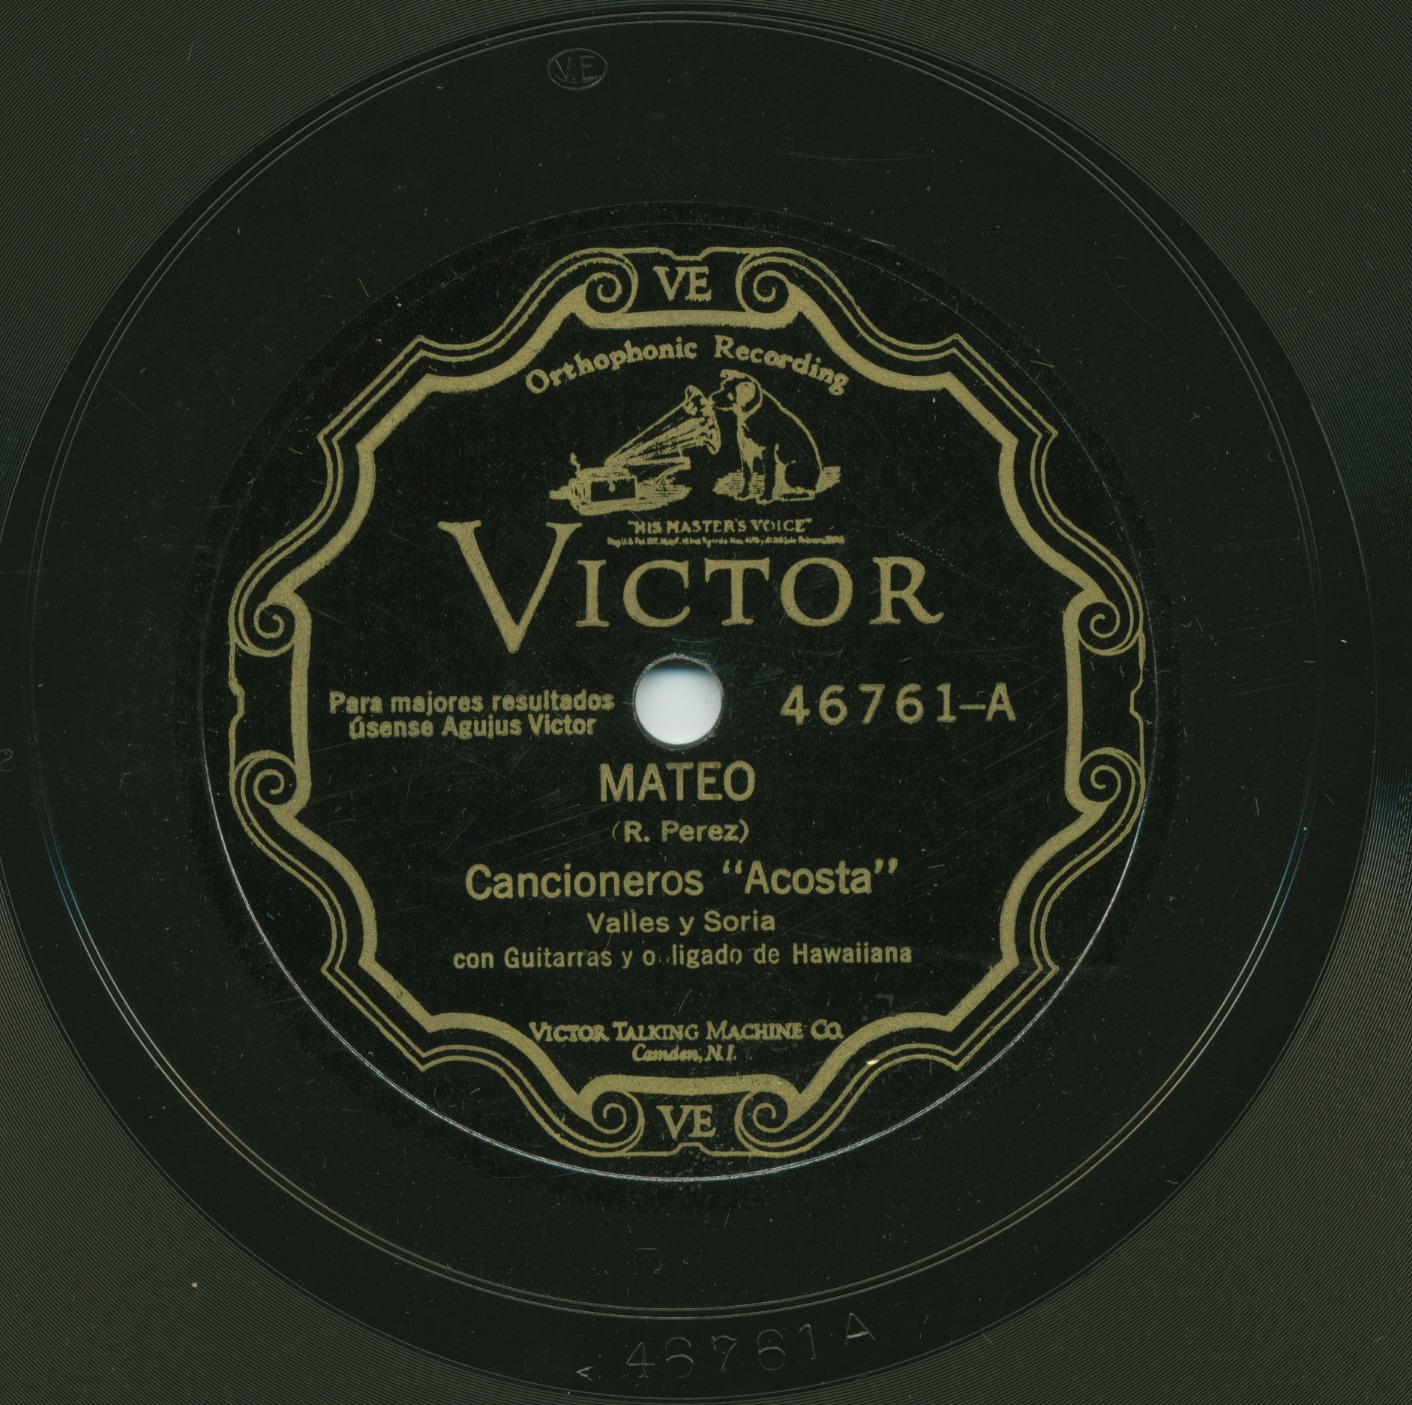 V.E.
VE
Orthophonic Recording
"HIS MASTER'S VOICE"
VICTOR
Para majores resultados
úsense Agujus Victor
46761-A
MATEO
(R. Perez)
Cancioneros “Acosta”
Valles y Soria
con Guitarras y o ligado de Hawaiiana
VICTOR TALKING MACHINE CO.
Camden, N.J.
VE
46761 A